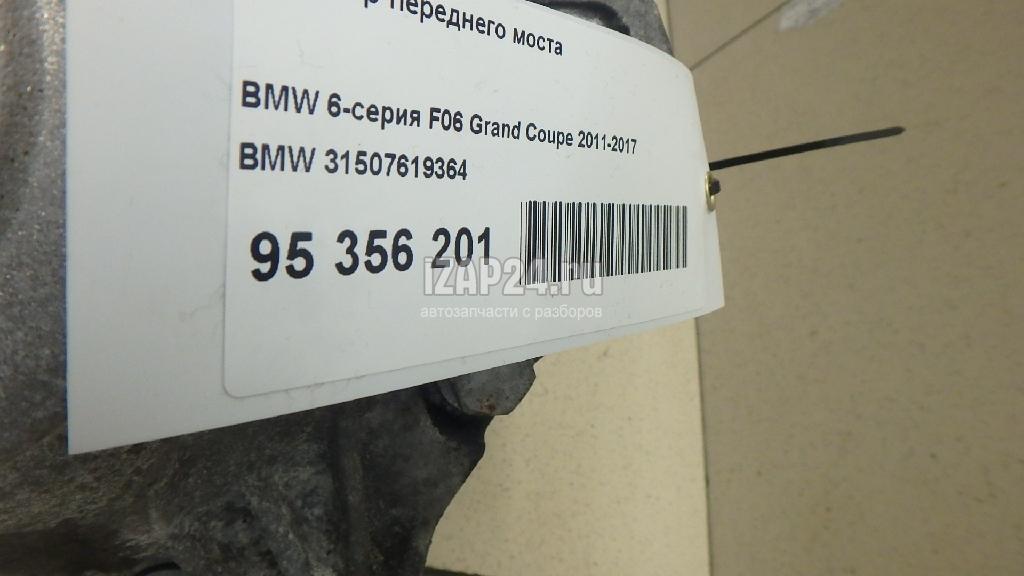 переднего моста
BMW 6-серия F06 Grand Coupe 2011-2017
BMW 31507619364
95 356 201
iZAP24.ru
автозапчасти с разборов